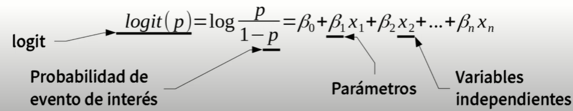 logit(p)=log p/(1−p)=β₀+β₁x₁+β₂x₂+...+βₙxₙ
logit
Probabilidad de
evento de interés
Parámetros
Variables
independientes